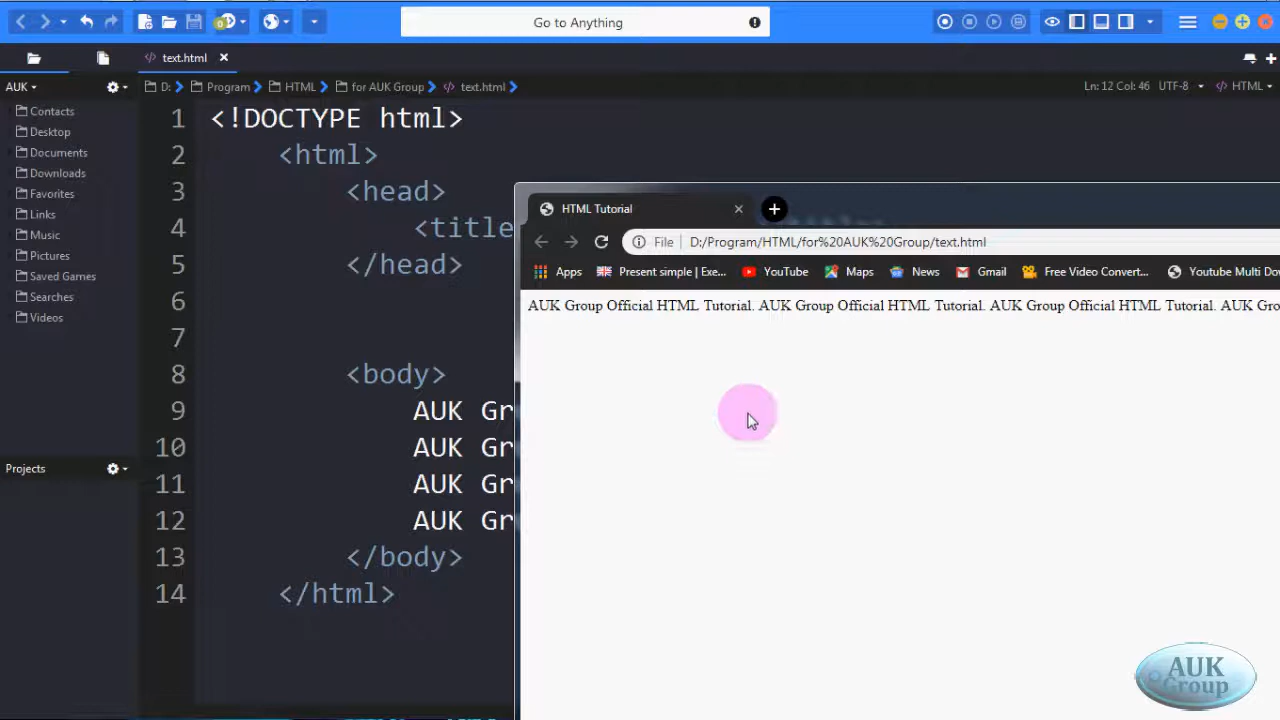 Go to Anything
text.html
AUK
D: Program HTML for AUK Group text.html
Ln: 12 Col: 46 UTF-8 HTML
Contacts
Desktop
Documents
Downloads
Favorites
Links
Music
Pictures
Saved Games
Searches
Videos
Projects
1 <!DOCTYPE html>
2 <html>
3 <head>
4 <title
5 </head>
6
7
8 <body>
9 AUK Gr
10 AUK Gr
11 AUK Gr
12 AUK Gr
13 </body>
14 </html>
HTML Tutorial
File D:/Program/HTML/for%20AUK%20Group/text.html
Apps Present simple | Exe... YouTube Maps News Gmail Free Video Convert... Youtube Multi Do
AUK Group Official HTML Tutorial. AUK Group Official HTML Tutorial. AUK Group Official HTML Tutorial. AUK Gro
AUK
Group